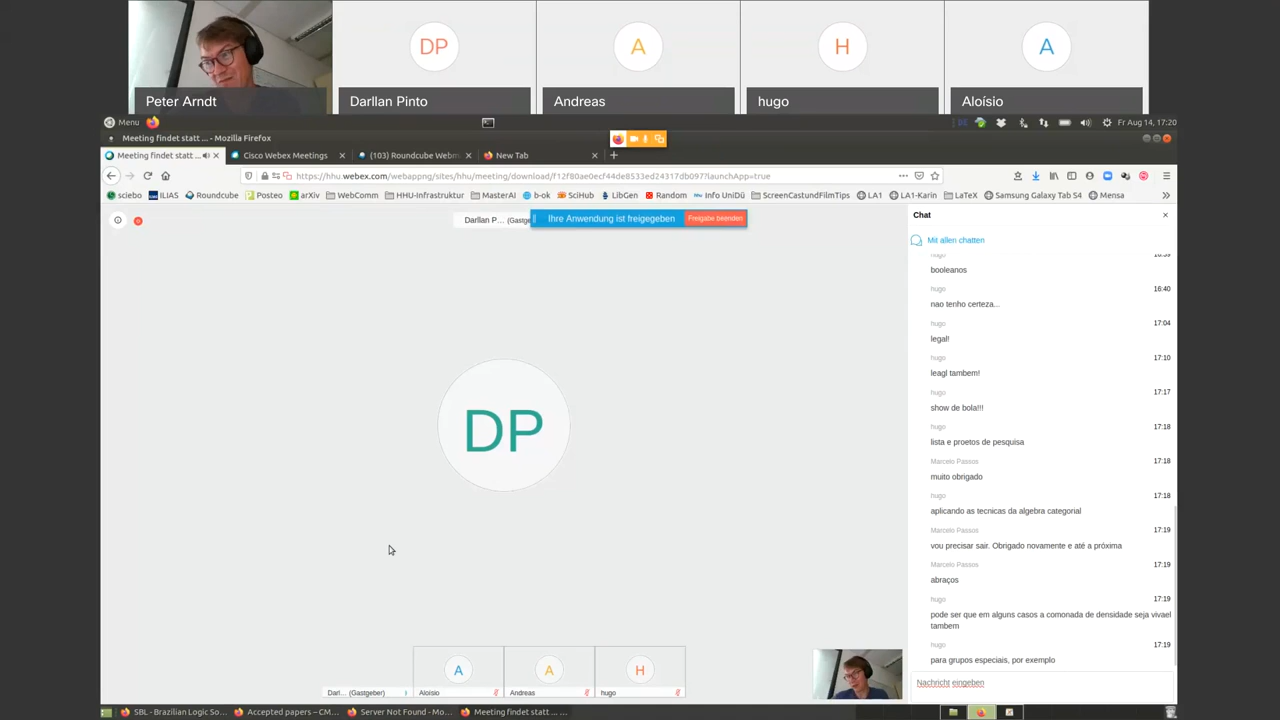 DP
A
H
A
Peter Arndt
Darllan Pinto
Andreas
hugo
Aloísio
Menu
Fr Aug 14, 17:20
Meeting findet statt ... - Mozilla Firefox
Meeting findet statt ...
Cisco Webex Meetings
(103) Roundcube Webm
New Tab
https://hhu.webex.com/webappng/sites/hhu/meeting/download/f12f80a0ecf44de8533ed24317db097?launchApp=true
sciebo ILIAS Roundcube Posteo arXiv WebComm HHU-Infrastruktur MasterAI b-ok SciHub LibGen Random Info UniDü ScreenCastundFilmTips LA1 LA1-Karin LaTeX Samsung Galaxy Tab S4 Mensa
Darllan P... (Gastge
Ihre Anwendung ist freigegeben
Freigabe beenden
Chat
Mit allen chatten
hugo 16:39
booleanos
hugo 16:40
nao tenho certeza...
hugo 17:04
legal!
hugo 17:10
leagl tambem!
hugo 17:17
show de bola!!!
hugo 17:18
lista e proetos de pesquisa
Marcelo Passos 17:18
muito obrigado
hugo 17:18
aplicando as tecnicas da algebra categorial
Marcelo Passos 17:19
vou precisar sair. Obrigado novamente e até a próxima
Marcelo Passos 17:19
abraços
hugo 17:19
pode ser que em alguns casos a comonada de densidade seja vivael
tambem
hugo 17:19
para grupos especiais, por exemplo
Nachricht eingeben
DP
A
A
H
Darl... (Gastgeber)
Aloísio
Andreas
hugo
SBL - Brazilian Logic So...
Accepted papers – CM...
Server Not Found - Mo...
Meeting findet statt ...